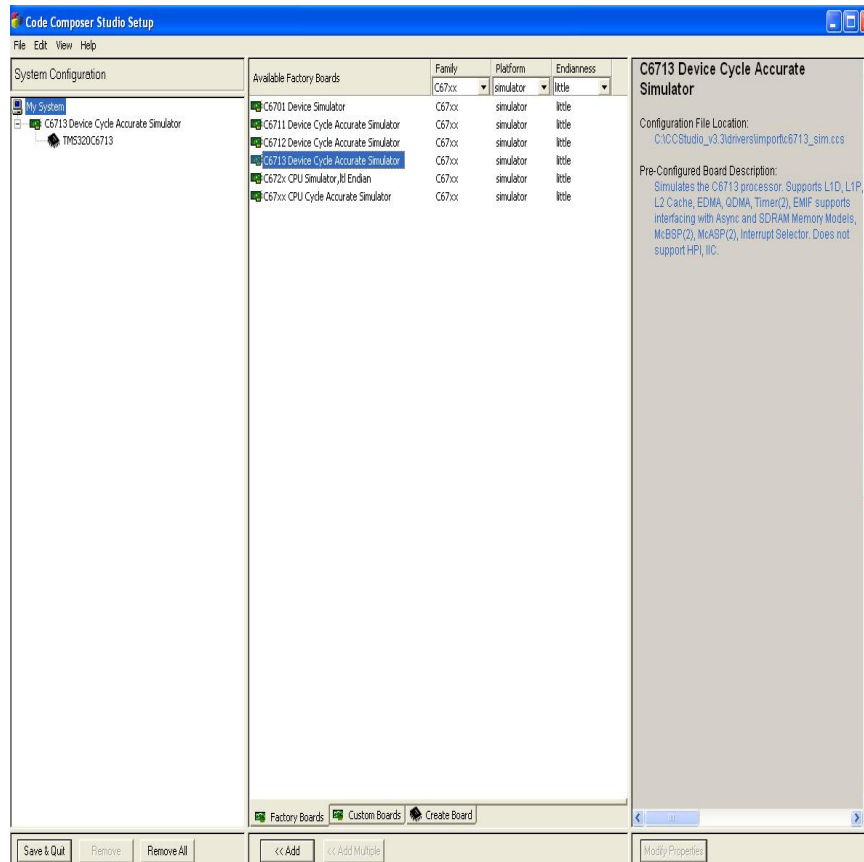 Code Composer Studio Setup
File Edit View Help
System Configuration
My System
C6713 Device Cycle Accurate Simulator
TMS320C6713
Available Factory Boards
Family Platform Endianness
C67xx simulator little
C6701 Device Simulator C67xx simulator little
C6711 Device Cycle Accurate Simulator C67xx simulator little
C6712 Device Cycle Accurate Simulator C67xx simulator little
C6713 Device Cycle Accurate Simulator C67xx simulator little
C672x CPU Simulator,ltl Endian C67xx simulator little
C67xx CPU Cycle Accurate Simulator C67xx simulator little
Factory Boards Custom Boards Create Board
C6713 Device Cycle Accurate
Simulator
Configuration File Location:
C:\CCStudio_v3.3\drivers\import\c6713_sim.ccs
Pre-Configured Board Description:
Simulates the C6713 processor. Supports L1D, L1P,
L2 Cache, EDMA, QDMA, Timer(2), EMIF supports
interfacing with Async and SDRAM Memory Models,
McBSP(2), McASP(2), Interrupt Selector. Does not
support HPI, IIC.
Save & Quit Remove Remove All << Add << Add Multiple Modify Properties